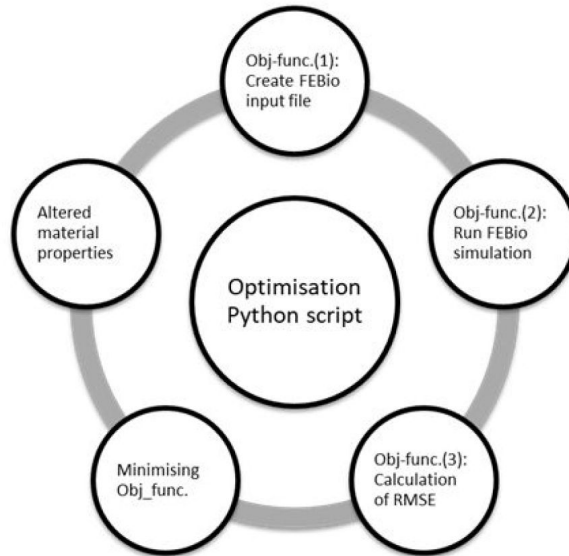 Obj-func.(1):
Create FEBio
input file
Altered
material
properties
Obj-func.(2):
Run FEBio
simulation
Optimisation
Python script
Minimising
Obj_func.
Obj-func.(3):
Calculation
of RMSE